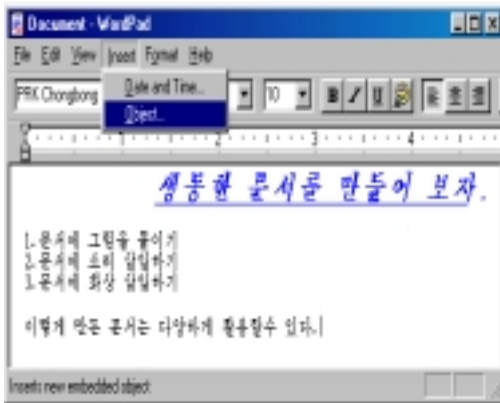 Document - WordPad
File Edit View Insert Format Help
PRK Chongbong 10 B I U
Date and Time...
Object...
1 2 3 4
생동한 문서를 만들어 보자.
1.문서에 그림을 붙이기
2.문서에 소리 삽입하기
3.문서에 화상 삽입하기
이렇게 만든 문서는 다양하게 활용할수 있다.
Inserts new embedded object